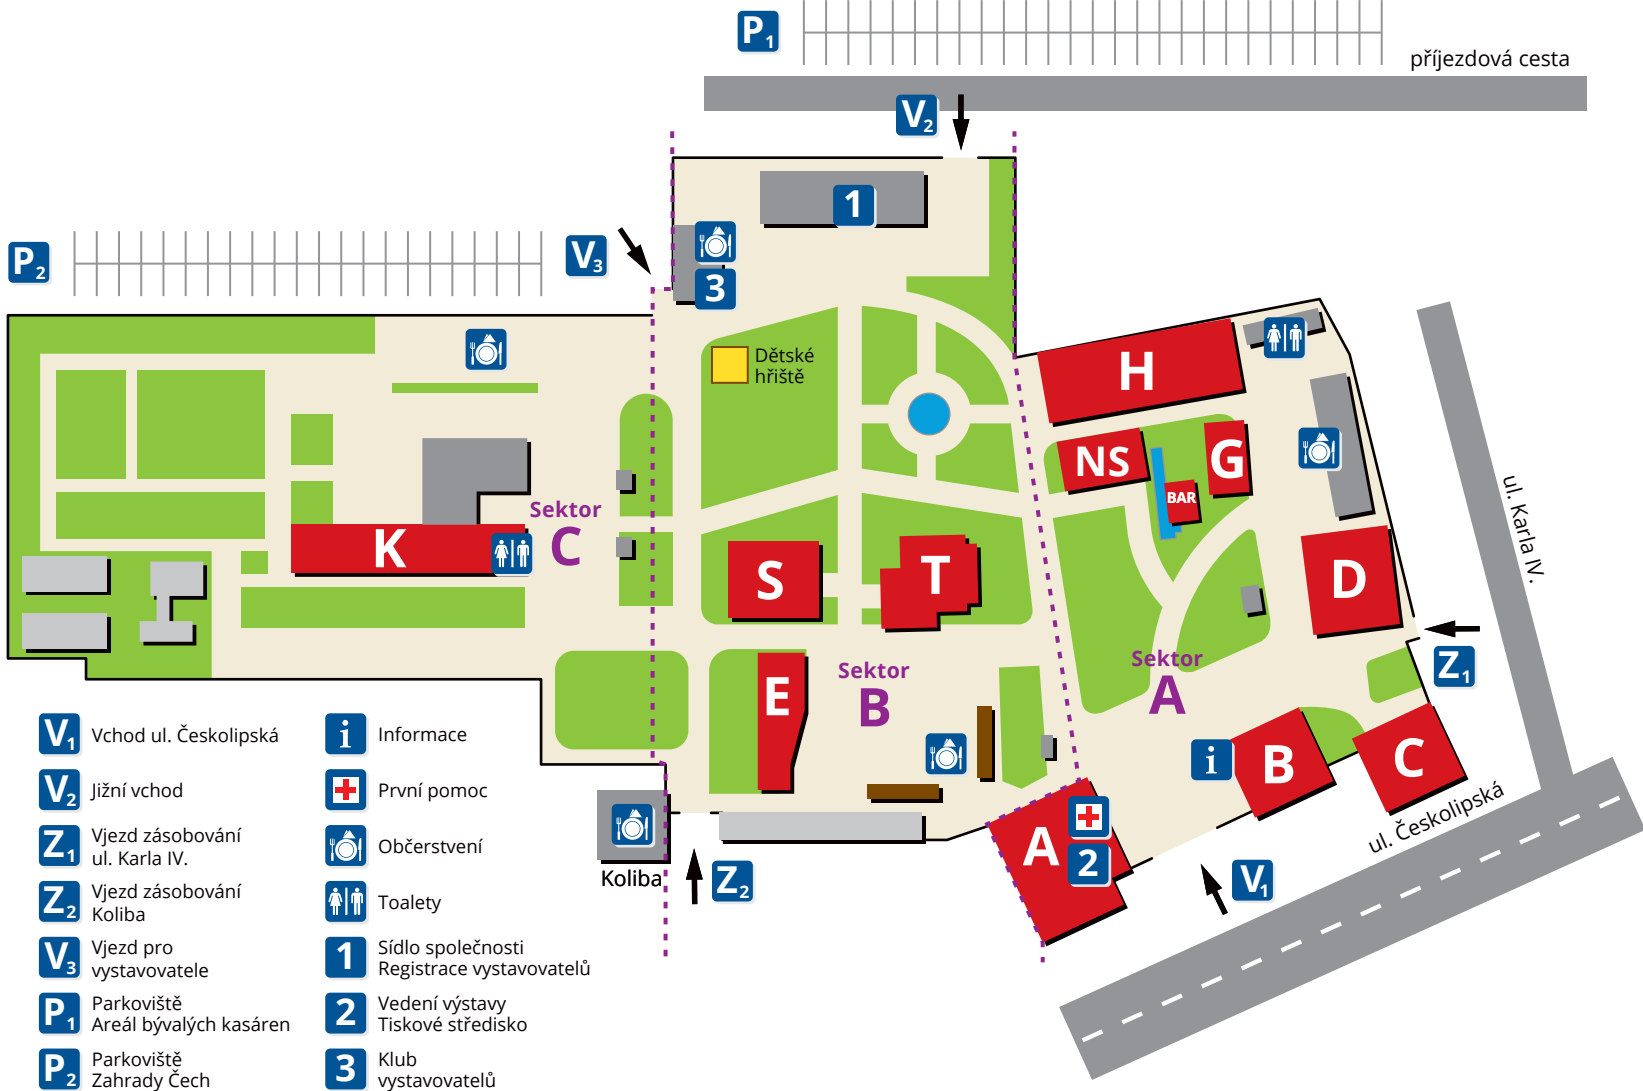 P1
příjezdová cesta
V2
1
V3
P2
3
Dětské
hřiště
H
NS
G
BAR
ul. Karla IV.
Sektor
C
K
S
T
D
Sektor
A
Z1
Sektor
B
E
i
B
C
A
2
ul. Českolipská
Koliba
Z2
V1
V1 Vchod ul. Českolipská
V2 Jižní vchod
Z1 Vjezd zásobování
ul. Karla IV.
Z2 Vjezd zásobování
Koliba
V3 Vjezd pro
vystavovatele
P1 Parkoviště
Areál bývalých kasáren
P2 Parkoviště
Zahrady Čech
i Informace
První pomoc
Občerstvení
Toalety
1 Sídlo společnosti
Registrace vystavovatelů
2 Vedení výstavy
Tiskové středisko
3 Klub
vystavovatelů